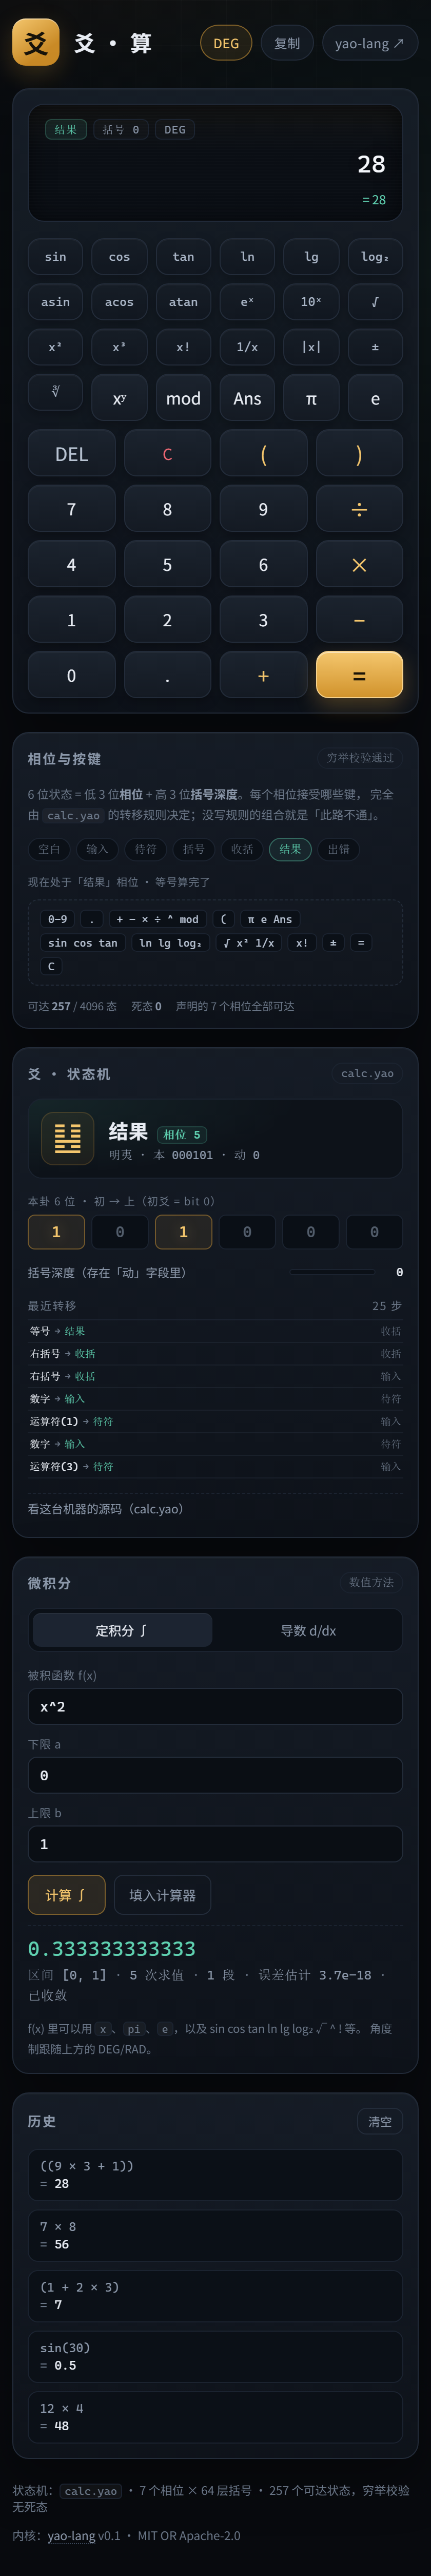 爻 爻·算 DEG 复制 yao-lang ↗
结果 括号 0 DEG
28
= 28
sin cos tan ln lg log₂
asin acos atan eˣ 10ˣ √
x² x³ x! 1/x |x| ±
∛ xʸ mod Ans π e
DEL C ( )
7 8 9 ÷
4 5 6 ×
1 2 3 −
0 . + =
相位与按键 穷举校验通过
6 位状态 = 低 3 位相位 + 高 3 位括号深度。每个相位接受哪些键，完全
由 calc.yao 的转移规则决定；没写规则的组合就是「此路不通」。
空白 输入 待符 括号 收括 结果 出错
现在处于「结果」相位 · 等号算完了
0–9 . + − × ÷ ^ mod ( π e Ans
sin cos tan ln lg log₂ √ x² 1/x x! ± =
C
可达 257 / 4096 态 死态 0 声明的 7 个相位全部可达
爻 · 状态机 calc.yao
結果 相位 5
明夷 · 本 000101 · 动 0
本卦 6 位 · 初 → 上（初爻 = bit 0）
1 0 1 0 0 0
括号深度（存在「动」字段里） 0
最近转移 25 步
等号 → 结果 收括
右括号 → 收括 收括
右括号 → 收括 输入
数字 → 输入 待符
运算符(1) → 待符 输入
数字 → 输入 待符
运算符(3) → 待符 输入
看这台机器的源码（calc.yao）
微积分 数值方法
定积分 ∫ 导数 d/dx
被积函数 f(x)
x^2
下限 a
0
上限 b
1
计算 ∫ 填入计算器
0.333333333333
区间 [0, 1] · 5 次求值 · 1 段 · 误差估计 3.7e−18 ·
已收敛
f(x) 里可以用 x、pi、e，以及 sin cos tan ln lg log₂ √ ^ ! 等。 角度
制跟随上方的 DEG/RAD。
历史 清空
((9 × 3 + 1))
= 28
7 × 8
= 56
(1 + 2 × 3)
= 7
sin(30)
= 0.5
12 × 4
= 48
状态机：calc.yao · 7 个相位 × 64 层括号 · 257 个可达状态，穷举校验
无死态
内核：yao-lang v0.1 · MIT OR Apache-2.0